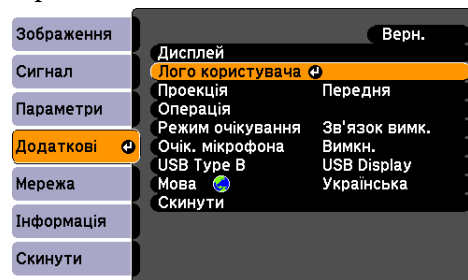 Зображення
Сигнал
Параметри
Додаткові
Мережа
Інформація
Скинути
Верн.
Дисплей
Лого користувача
Проекція Передня
Операція
Режим очікування Зв'язок вимк.
Очік. мікрофона Вимкн.
USB Type B USB Display
Мова Українська
Скинути